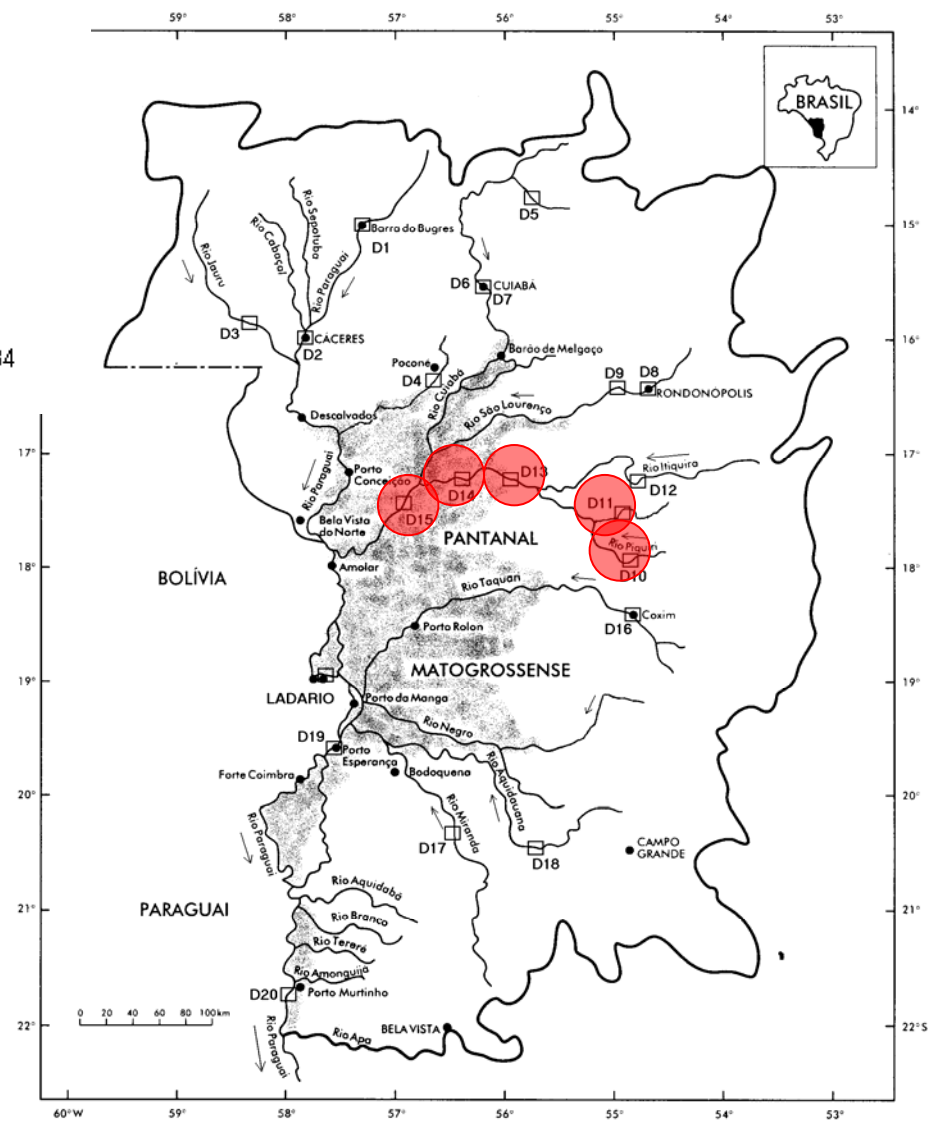 59°
58°
57°
56°
55°
54°
53°
BRASIL
14°
15°
16°
17°
18°
19°
20°
21°
22°S
D5
Rio Sepotuba
Rio Cabaçal
Rio Jauru
Rio Paraguai
Barra do Bugres
D1
D6
CUIABÁ
D7
D3
CÁCERES
D2
Barão de Melgaço
Poconé
D4
Rio Cuiabá
D9
D8
RONDONÓPOLIS
Rio São Lourenço
Descalvados
17°
Rio Itiquira
D13
D12
Porto
Conceição
Rio Paraguai
D14
D11
D15
Bela Vista
do Norte
PANTANAL
Rio Piquiri
D10
Amolar
BOLÍVIA
18°
Rio Taquari
Coxim
D16
Porto Rolon
MATOGROSSENSE
19°
LADARIO
Porto da Manga
Rio Negro
D19
Porto
Esperança
Forte Coimbra
Bodoquena
Rio Aquidauana
20°
Rio Miranda
Rio Paraguai
D17
D18
CAMPO
GRANDE
Rio Aquidabã
PARAGUAI
21°
Rio Branco
Rio Tereré
Rio Amonguijá
D20
Porto Murtinho
0 20 40 60 80 100km
22°
Rio Apa
BELA VISTA
Rio Paraguai
60°W
59°
58°
57°
56°
55°
54°
53°